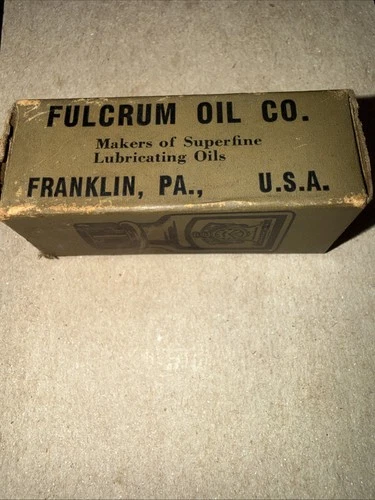 FULCRUM OIL CO.
Makers of Superfine
Lubricating Oils
FRANKLIN, PA., U.S.A.